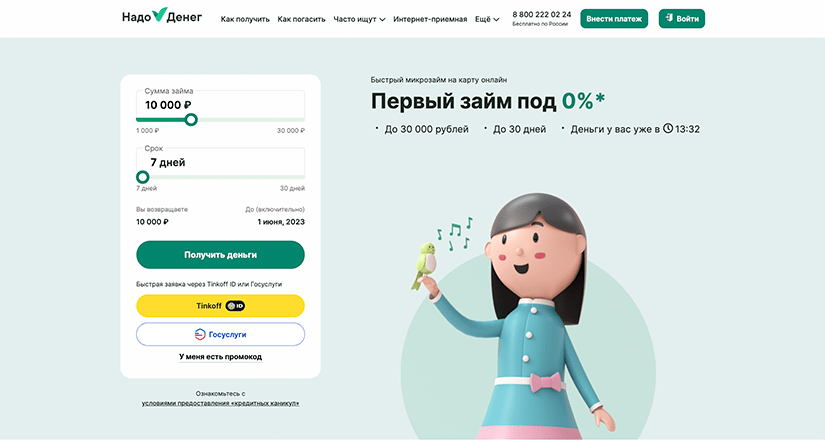 Надо Денег
Как получить
Как погасить
Часто ищут
Интернет-приемная
Ещё
8 800 222 02 24
Бесплатно по России
Внести платеж
Войти
Сумма займа
10 000 ₽
1 000 ₽ 30 000 ₽
Срок
7 дней
7 дней 30 дней
Вы возвращаете До (включительно)
10 000 ₽ 1 июня, 2023
Получить деньги
Быстрая заявка через Tinkoff ID или Госуслуги
Tinkoff ID
Госуслуги
У меня есть промокод
Ознакомьтесь с
условиями предоставления «кредитных каникул»
Быстрый микрозайм на карту онлайн
Первый займ под 0%*
· До 30 000 рублей · До 30 дней · Деньги у вас уже в 13:32